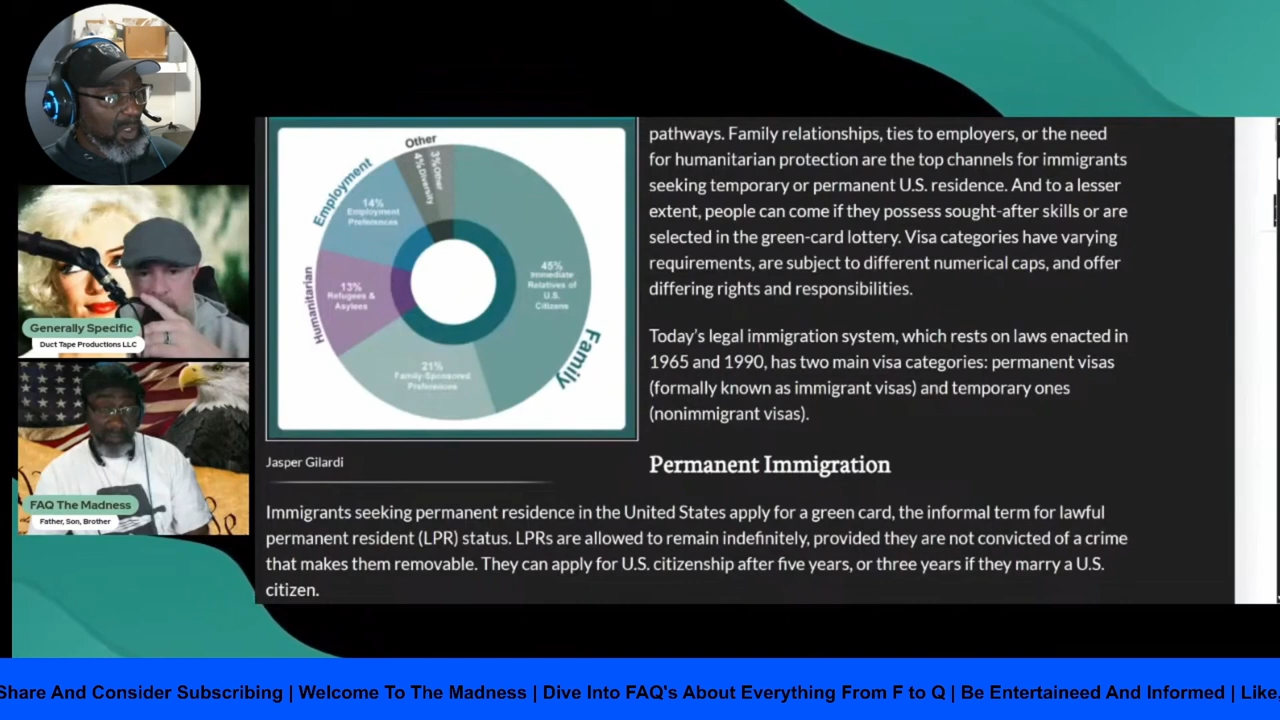 Generally Specific
Duct Tape Productions LLC
FAQ The Madness
Father, Son, Brother
Other
4% Diversity
3% Other
Employment
14%
Employment
Preferences
Humanitarian
13%
Refugees &
Asylees
45%
Immediate
Relatives of
U.S.
Citizens
21%
Family-Sponsored
Preferences
Family
Jasper Gilardi
pathways. Family relationships, ties to employers, or the need
for humanitarian protection are the top channels for immigrants
seeking temporary or permanent U.S. residence. And to a lesser
extent, people can come if they possess sought-after skills or are
selected in the green-card lottery. Visa categories have varying
requirements, are subject to different numerical caps, and offer
differing rights and responsibilities.
Today's legal immigration system, which rests on laws enacted in
1965 and 1990, has two main visa categories: permanent visas
(formally known as immigrant visas) and temporary ones
(nonimmigrant visas).
Permanent Immigration
Immigrants seeking permanent residence in the United States apply for a green card, the informal term for lawful
permanent resident (LPR) status. LPRs are allowed to remain indefinitely, provided they are not convicted of a crime
that makes them removable. They can apply for U.S. citizenship after five years, or three years if they marry a U.S.
citizen.
Share And Consider Subscribing | Welcome To The Madness | Dive Into FAQ's About Everything From F to Q | Be Entertaineed And Informed | Like.